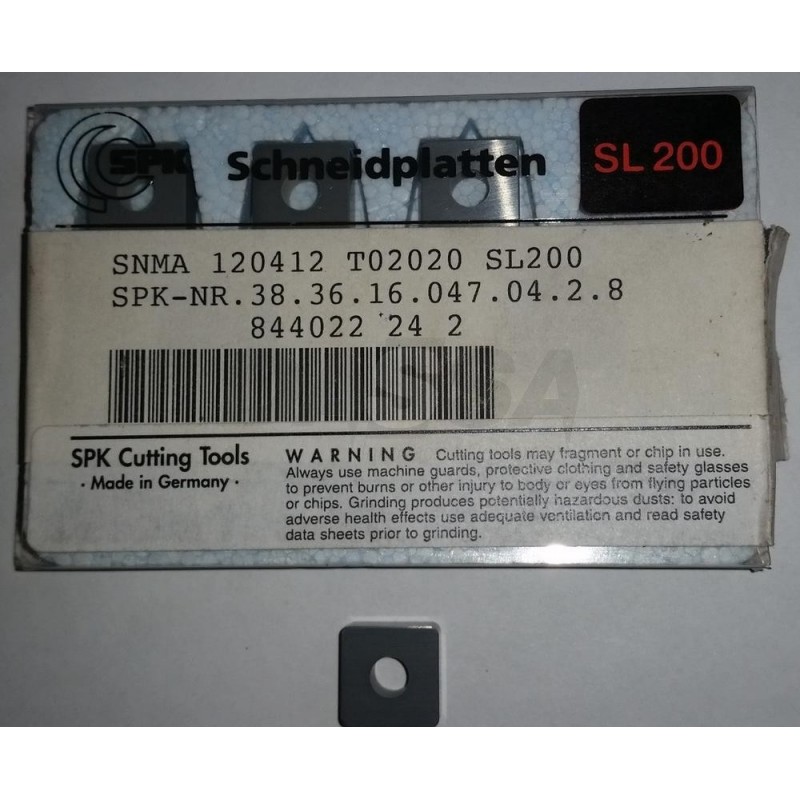 SPK Schneidplatten SL 200
SNMA 120412 T02020 SL200
SPK-NR.38.36.16.047.04.2.8
844022 24 2
SSA
SPK Cutting Tools
· Made in Germany ·
WARNING Cutting tools may fragment or chip in use.
Always use machine guards, protective clothing and safety glasses
to prevent burns or other injury to body or eyes from flying particles
or chips. Grinding produces potentially hazardous dusts: to avoid
adverse health effects use adequate ventilation and read safety
data sheets prior to grinding.